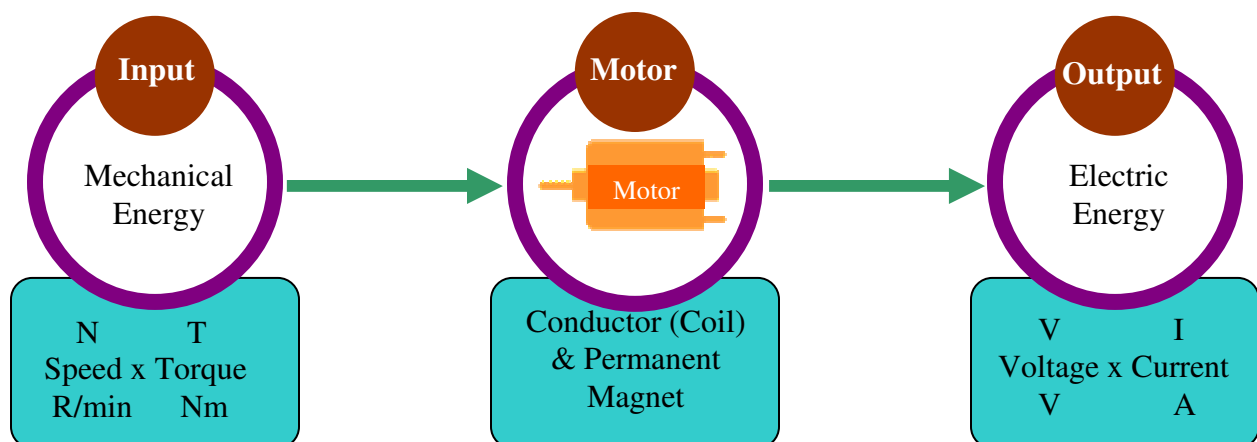 Input
Mechanical
Energy
N T
Speed x Torque
R/min Nm
Motor
Motor
Conductor (Coil)
& Permanent
Magnet
Output
Electric
Energy
V I
Voltage x Current
V A